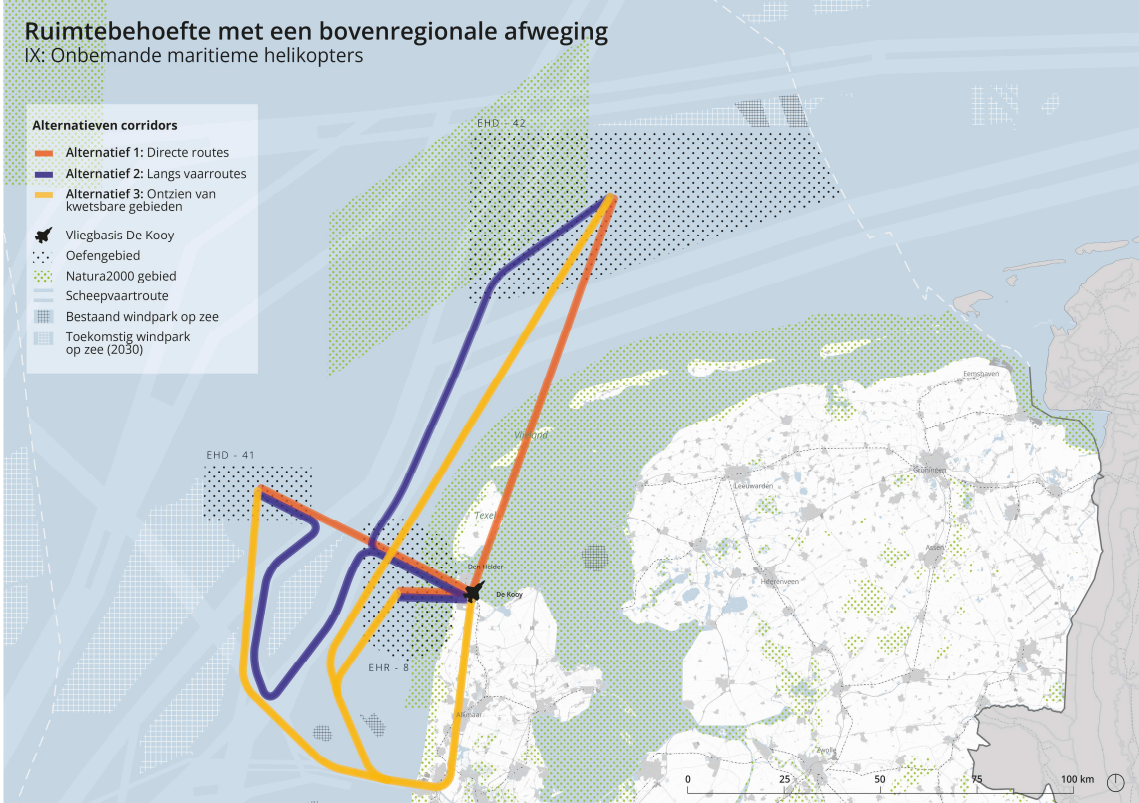 Ruimtebehoefte met een bovenregionale afweging
IX: Onbemande maritieme helikopters
Alternatieven corridors
Alternatief 1: Directe routes
Alternatief 2: Langs vaarroutes
Alternatief 3: Ontzien van
kwetsbare gebieden
Vliegbasis De Kooy
Oefengebied
Natura2000 gebied
Scheepvaartroute
Bestaand windpark op zee
Toekomstig windpark
op zee (2030)
EHD - 42
Eemshaven
Vlieland
EHD - 41
Groningen
Leeuwarden
Texel
Assen
Den Helder
Heerenveen
De Kooy
EHR - 8
Alkmaar
Zwolle
0 25 50 75 100 km